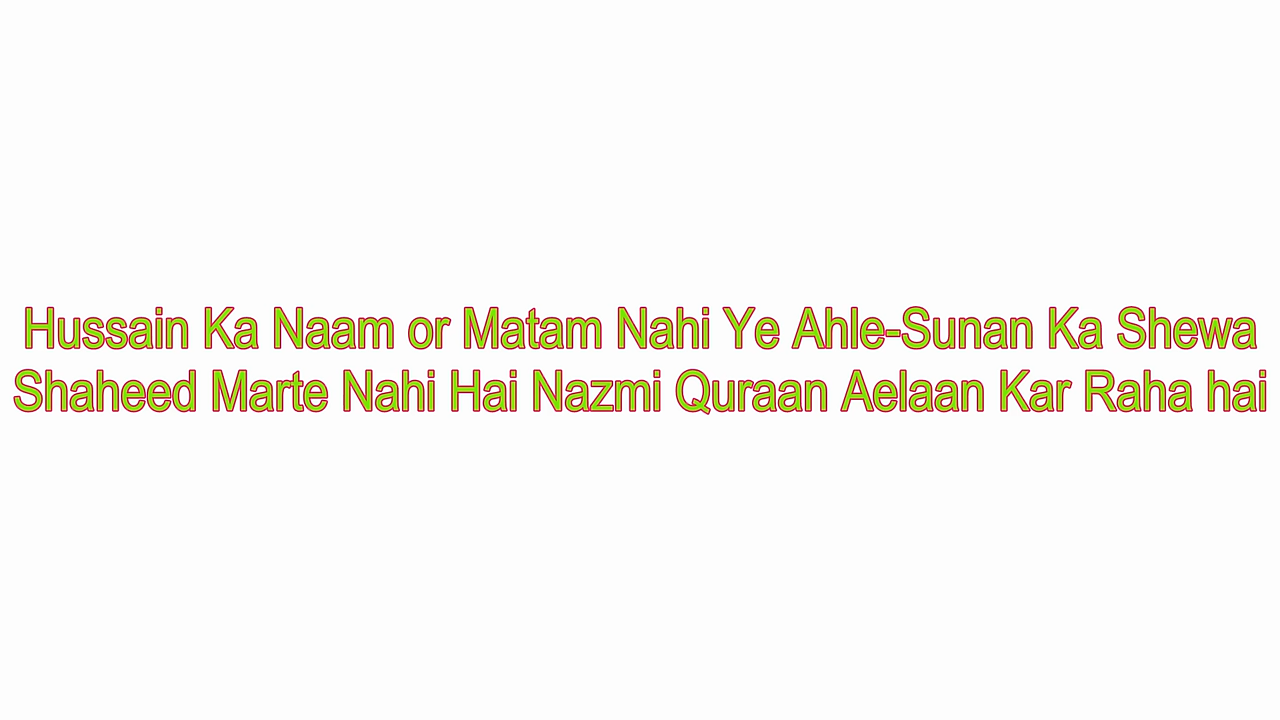 Hussain Ka Naam or Matam Nahi Ye Ahle-Sunan Ka Shewa
Shaheed Marte Nahi Hai Nazmi Quraan Aelaan Kar Raha hai